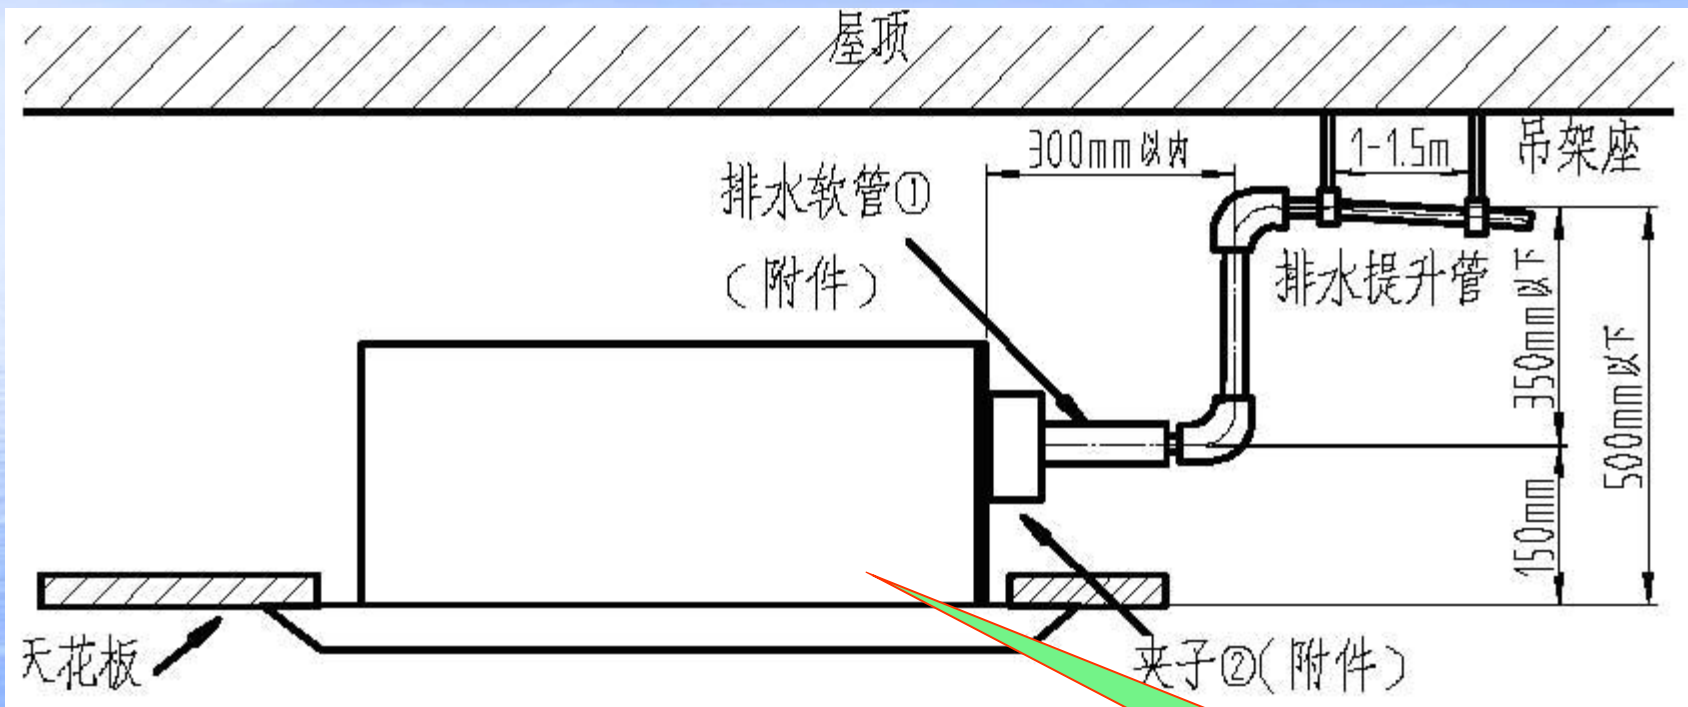 屋顶
300mm以内
1-1.5m
吊架座
排水软管①
(附件)
排水提升管
350mm以下
500mm以下
150mm
天花板
夹子②(附件)